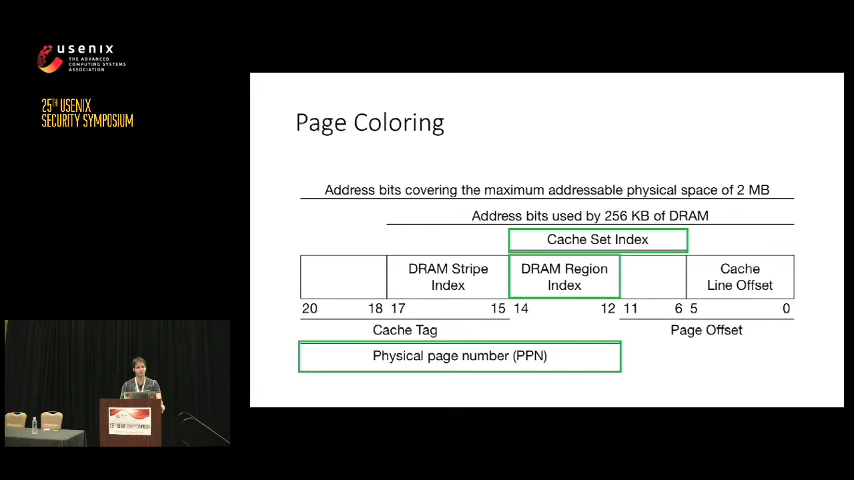 usenix
THE ADVANCED
COMPUTING SYSTEMS
ASSOCIATION
25TH USENIX
SECURITY SYMPOSIUM
Page Coloring
Address bits covering the maximum addressable physical space of 2 MB
Address bits used by 256 KB of DRAM
Cache Set Index
DRAM Stripe Index
DRAM Region Index
Cache Line Offset
20 18 17 15 14 12 11 6 5 0
Cache Tag
Page Offset
Physical page number (PPN)